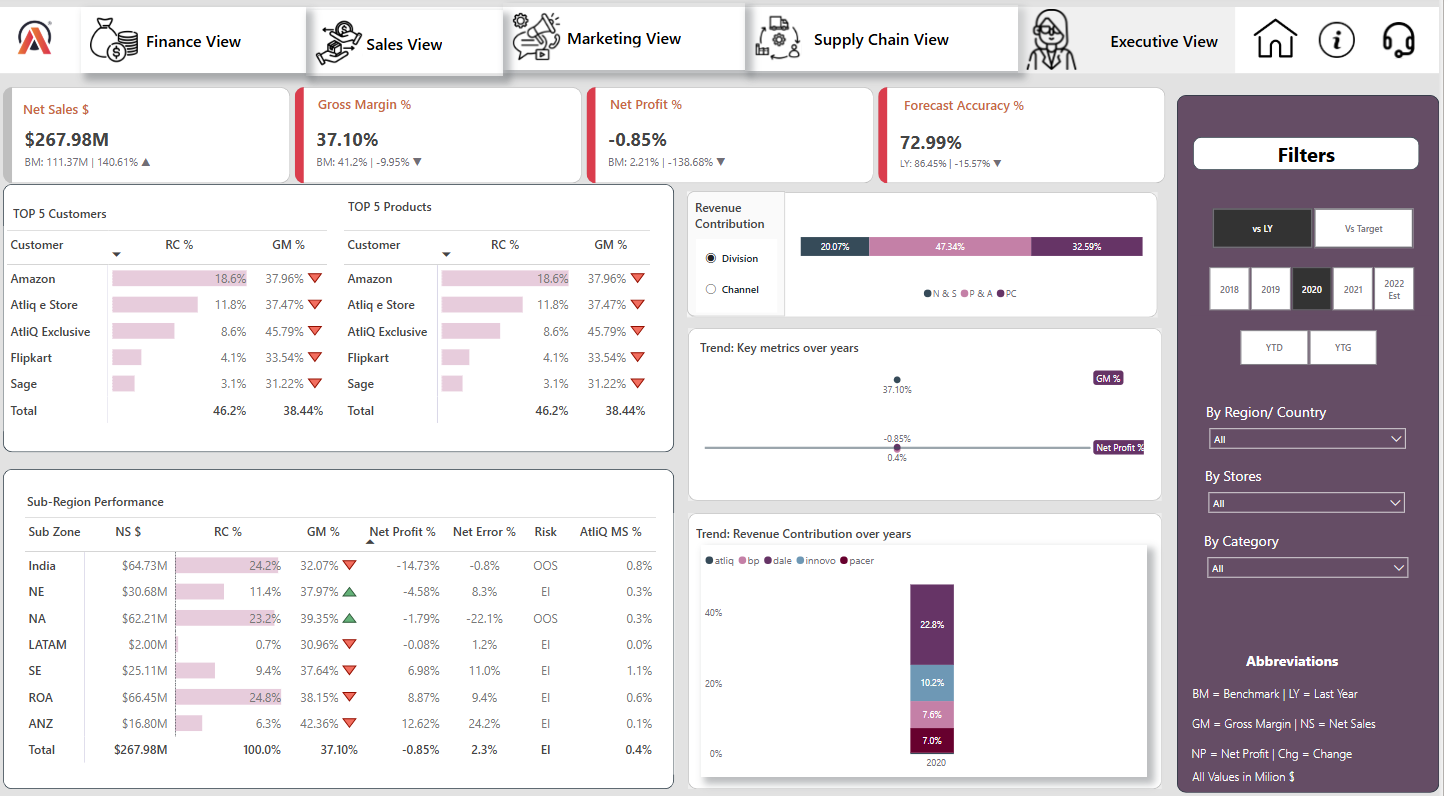 Finance View
Sales View
Marketing View
Supply Chain View
Executive View
Net Sales $
$267.98M
BM: 111.37M | 140.61% ▲
Gross Margin %
37.10%
BM: 41.2% | -9.95% ▼
Net Profit %
-0.85%
BM: 2.21% | -138.68% ▼
Forecast Accuracy %
72.99%
LY: 86.45% | -15.57% ▼
TOP 5 Customers
Customer RC % GM %
Amazon 18.6% 37.96%
Atliq e Store 11.8% 37.47%
AtliQ Exclusive 8.6% 45.79%
Flipkart 4.1% 33.54%
Sage 3.1% 31.22%
Total 46.2% 38.44%
TOP 5 Products
Customer RC % GM %
Amazon 18.6% 37.96%
Atliq e Store 11.8% 37.47%
AtliQ Exclusive 8.6% 45.79%
Flipkart 4.1% 33.54%
Sage 3.1% 31.22%
Total 46.2% 38.44%
Revenue
Contribution
Division
Channel
20.07% 47.34% 32.59%
N & S P & A PC
Trend: Key metrics over years
37.10%
GM %
-0.85%
0.4%
Net Profit %
Sub-Region Performance
Sub Zone NS $ RC % GM % Net Profit % Net Error % Risk AtliQ MS %
India $64.73M 24.2% 32.07% -14.73% -0.8% OOS 0.8%
NE $30.68M 11.4% 37.97% -4.58% 8.3% EI 0.3%
NA $62.21M 23.2% 39.35% -1.79% -22.1% OOS 0.3%
LATAM $2.00M 0.7% 30.96% -0.08% 1.2% EI 0.0%
SE $25.11M 9.4% 37.64% 6.98% 11.0% EI 1.1%
ROA $66.45M 24.8% 38.15% 8.87% 9.4% EI 0.6%
ANZ $16.80M 6.3% 42.36% 12.62% 24.2% EI 0.1%
Total $267.98M 100.0% 37.10% -0.85% 2.3% EI 0.4%
Trend: Revenue Contribution over years
atliq bp dale innovo pacer
40%
20%
0%
22.8%
10.2%
7.6%
7.0%
2020
Filters
vs LY Vs Target
2018 2019 2020 2021 2022
Est
YTD YTG
By Region/ Country
All
By Stores
All
By Category
All
Abbreviations
BM = Benchmark | LY = Last Year
GM = Gross Margin | NS = Net Sales
NP = Net Profit | Chg = Change
All Values in Milion $